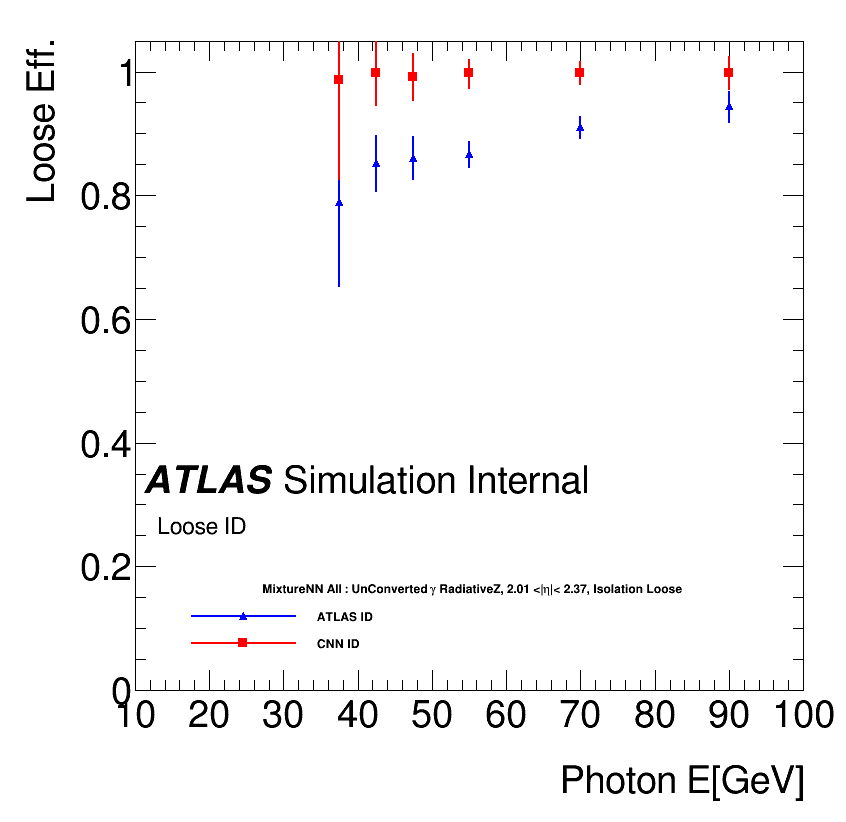 Loose Eff.
1
0.8
0.6
0.4
ATLAS Simulation Internal
Loose ID
0.2
MixtureNN All : UnConverted γ RadiativeZ, 2.01 <|η|< 2.37, Isolation Loose
ATLAS ID
CNN ID
0
10 20 30 40 50 60 70 80 90 100
Photon E[GeV]